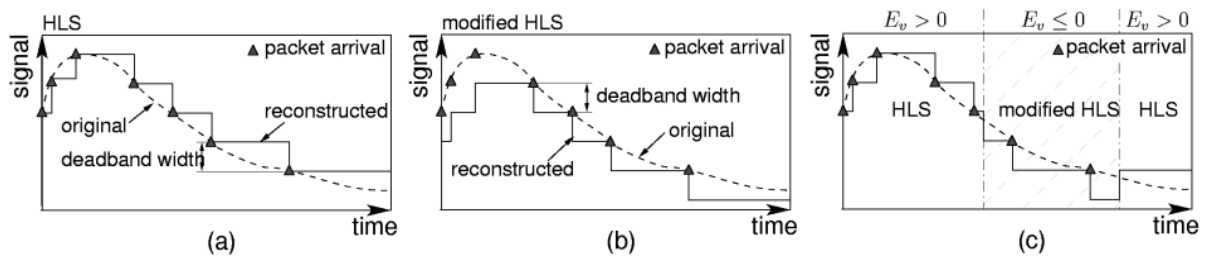 HLS
signal
packet arrival
original
reconstructed
deadband width
time
(a)
modified HLS
signal
packet arrival
deadband width
original
reconstructed
time
(b)
E_v > 0
E_v ≤ 0
E_v > 0
signal
packet arrival
HLS
modified HLS
HLS
time
(c)